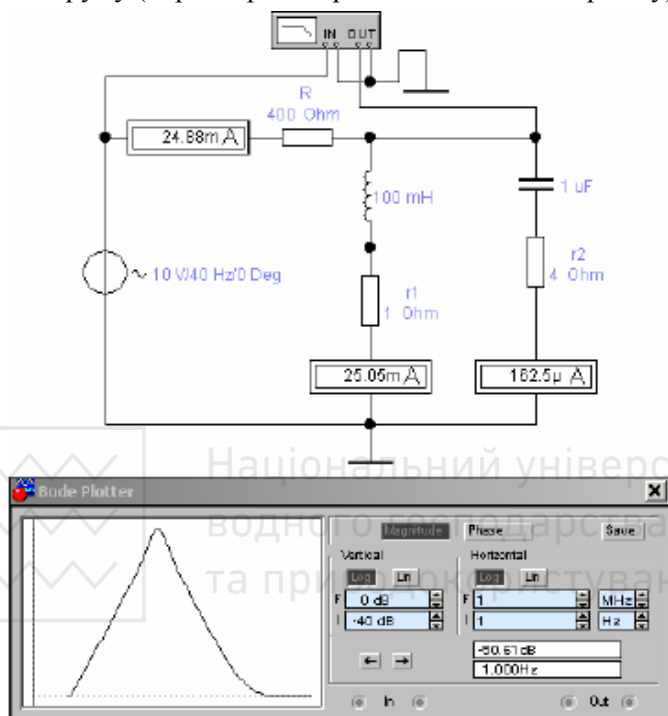 IN OUT
R
400 Ohm
24.88m A
100 mH
1 uF
10 V/40 Hz/0 Deg
r1
1 Ohm
r2
4 Ohm
25.05m A
162.5µ A
Національний універс
водного господарства
та природокористуван
Bode Plotter
Magnitude Phase Save
Vertical Horizontal
Log Lin Log Lin
F 0 dB F 1 MHz
I -40 dB I 1 Hz
-50.61dB
1.000Hz
In Out